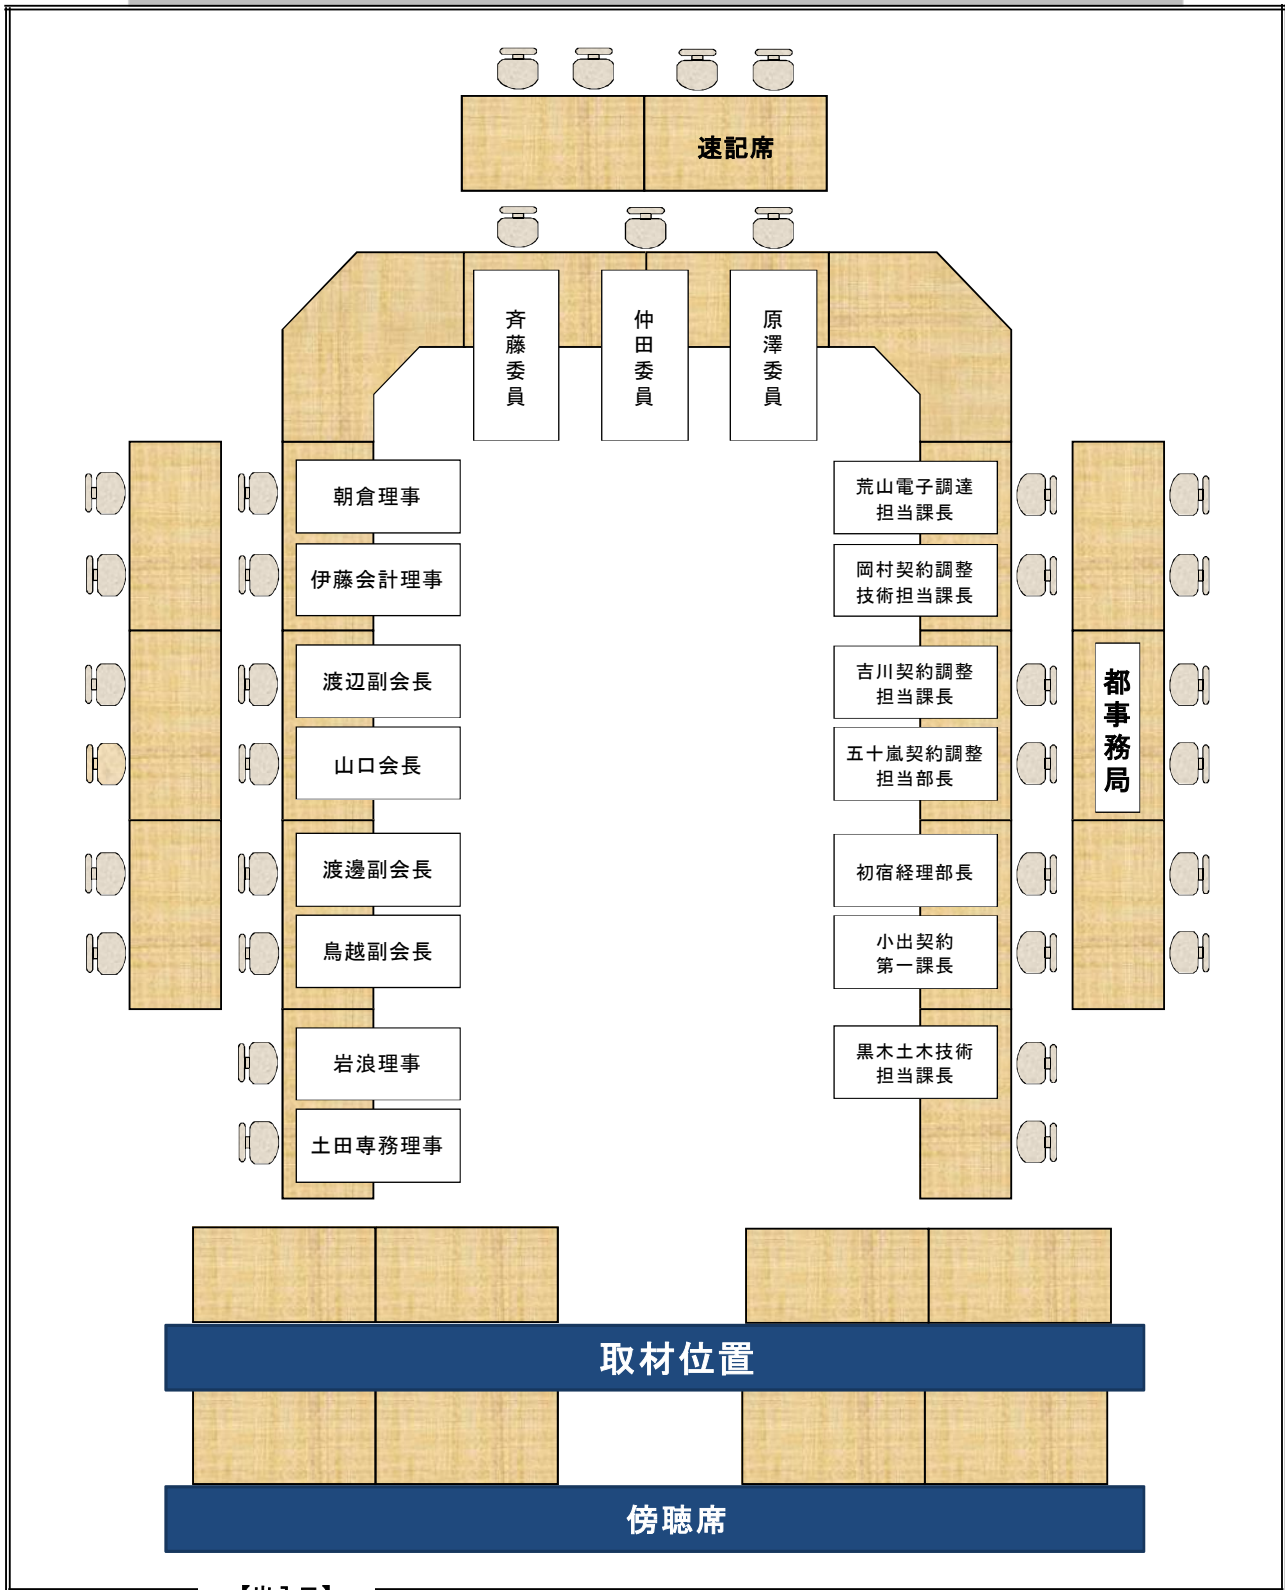 速記席
斉藤委員
仲田委員
原澤委員
朝倉理事
伊藤会計理事
渡辺副会長
山口会長
渡邊副会長
鳥越副会長
岩浪理事
土田専務理事
荒山電子調達
担当課長
岡村契約調整
技術担当課長
吉川契約調整
担当課長
五十嵐契約調整
担当部長
初宿経理部長
小出契約
第一課長
黒木土木技術
担当課長
都事務局
取材位置
傍聴席